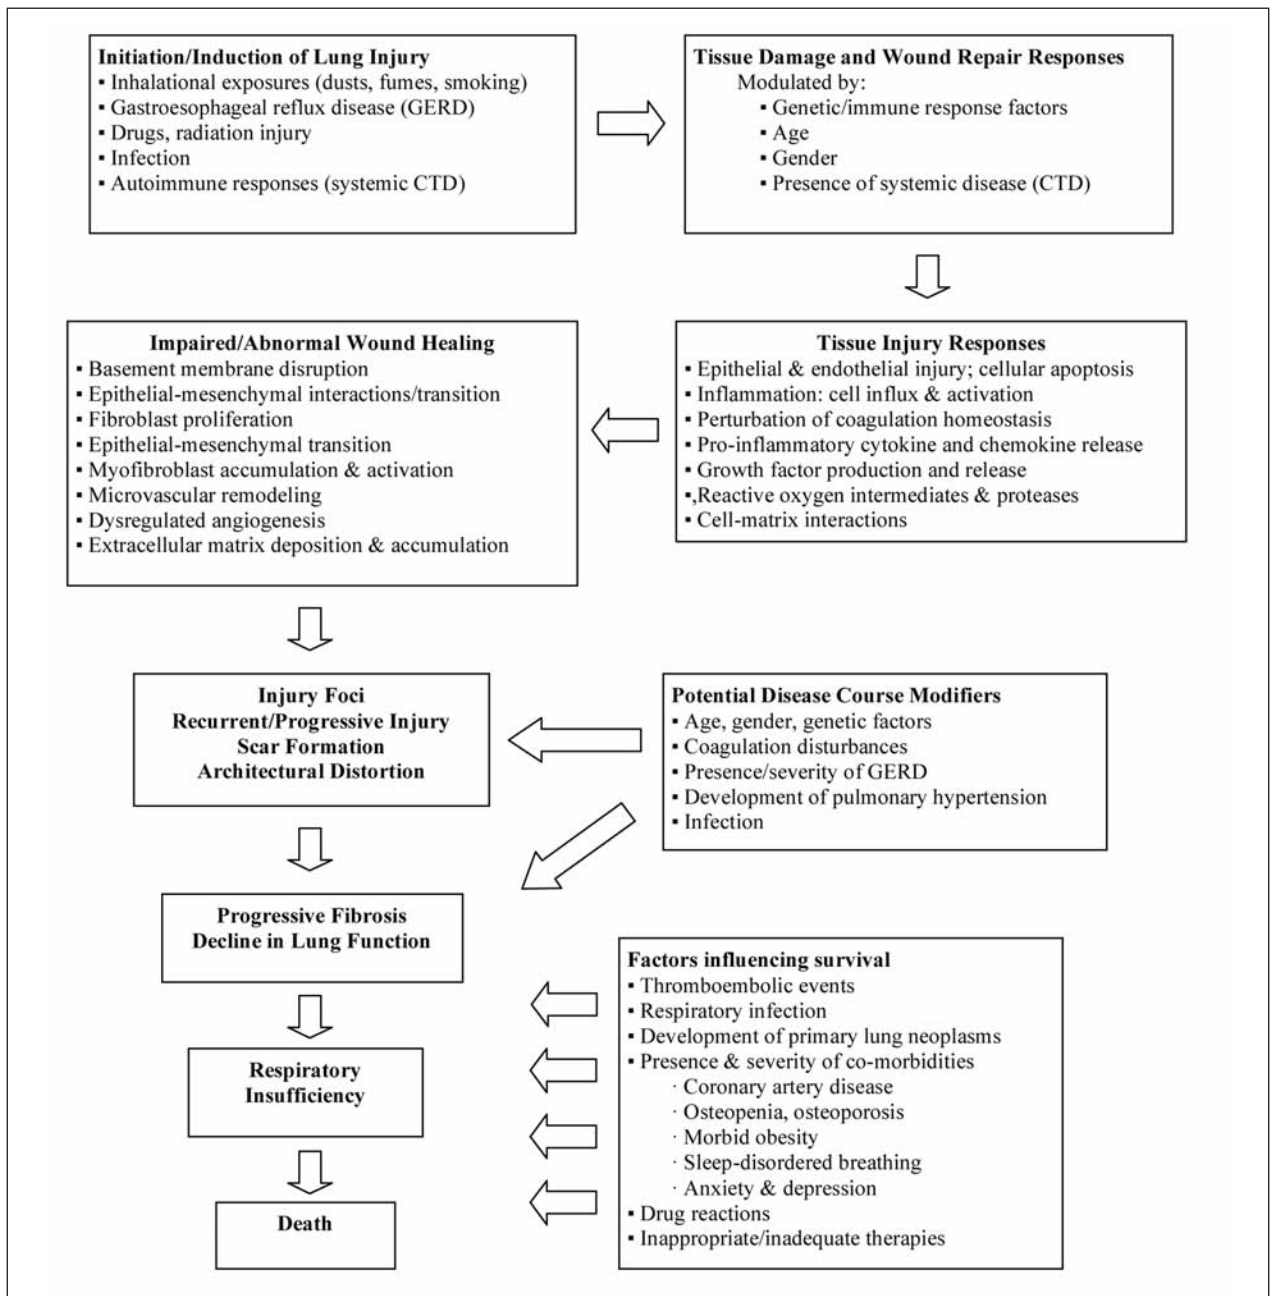 Initiation/Induction of Lung Injury
▪ Inhalational exposures (dusts, fumes, smoking)
▪ Gastroesophageal reflux disease (GERD)
▪ Drugs, radiation injury
▪ Infection
▪ Autoimmune responses (systemic CTD)
Tissue Damage and Wound Repair Responses
Modulated by:
▪ Genetic/immune response factors
▪ Age
▪ Gender
▪ Presence of systemic disease (CTD)
Tissue Injury Responses
▪ Epithelial & endothelial injury; cellular apoptosis
▪ Inflammation: cell influx & activation
▪ Perturbation of coagulation homeostasis
▪ Pro-inflammatory cytokine and chemokine release
▪ Growth factor production and release
▪,Reactive oxygen intermediates & proteases
▪ Cell-matrix interactions
Impaired/Abnormal Wound Healing
▪ Basement membrane disruption
▪ Epithelial-mesenchymal interactions/transition
▪ Fibroblast proliferation
▪ Epithelial-mesenchymal transition
▪ Myofibroblast accumulation & activation
▪ Microvascular remodeling
▪ Dysregulated angiogenesis
▪ Extracellular matrix deposition & accumulation
Injury Foci
Recurrent/Progressive Injury
Scar Formation
Architectural Distortion
Potential Disease Course Modifiers
▪ Age, gender, genetic factors
▪ Coagulation disturbances
▪ Presence/severity of GERD
▪ Development of pulmonary hypertension
▪ Infection
Progressive Fibrosis
Decline in Lung Function
Factors influencing survival
▪ Thromboembolic events
▪ Respiratory infection
▪ Development of primary lung neoplasms
▪ Presence & severity of co-morbidities
· Coronary artery disease
· Osteopenia, osteoporosis
· Morbid obesity
· Sleep-disordered breathing
· Anxiety & depression
▪ Drug reactions
▪ Inappropriate/inadequate therapies
Respiratory
Insufficiency
Death